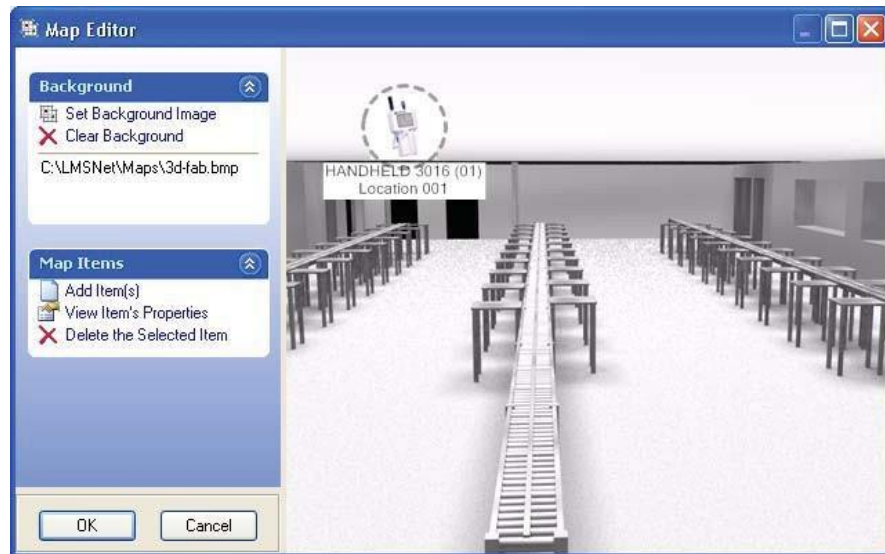 Map Editor
Background
Set Background Image
Clear Background
C:\LMSNet\Maps\3d-fab.bmp
Map Items
Add Item(s)
View Item's Properties
Delete the Selected Item
OK
Cancel
HANDHELD 3016 (01)
Location 001